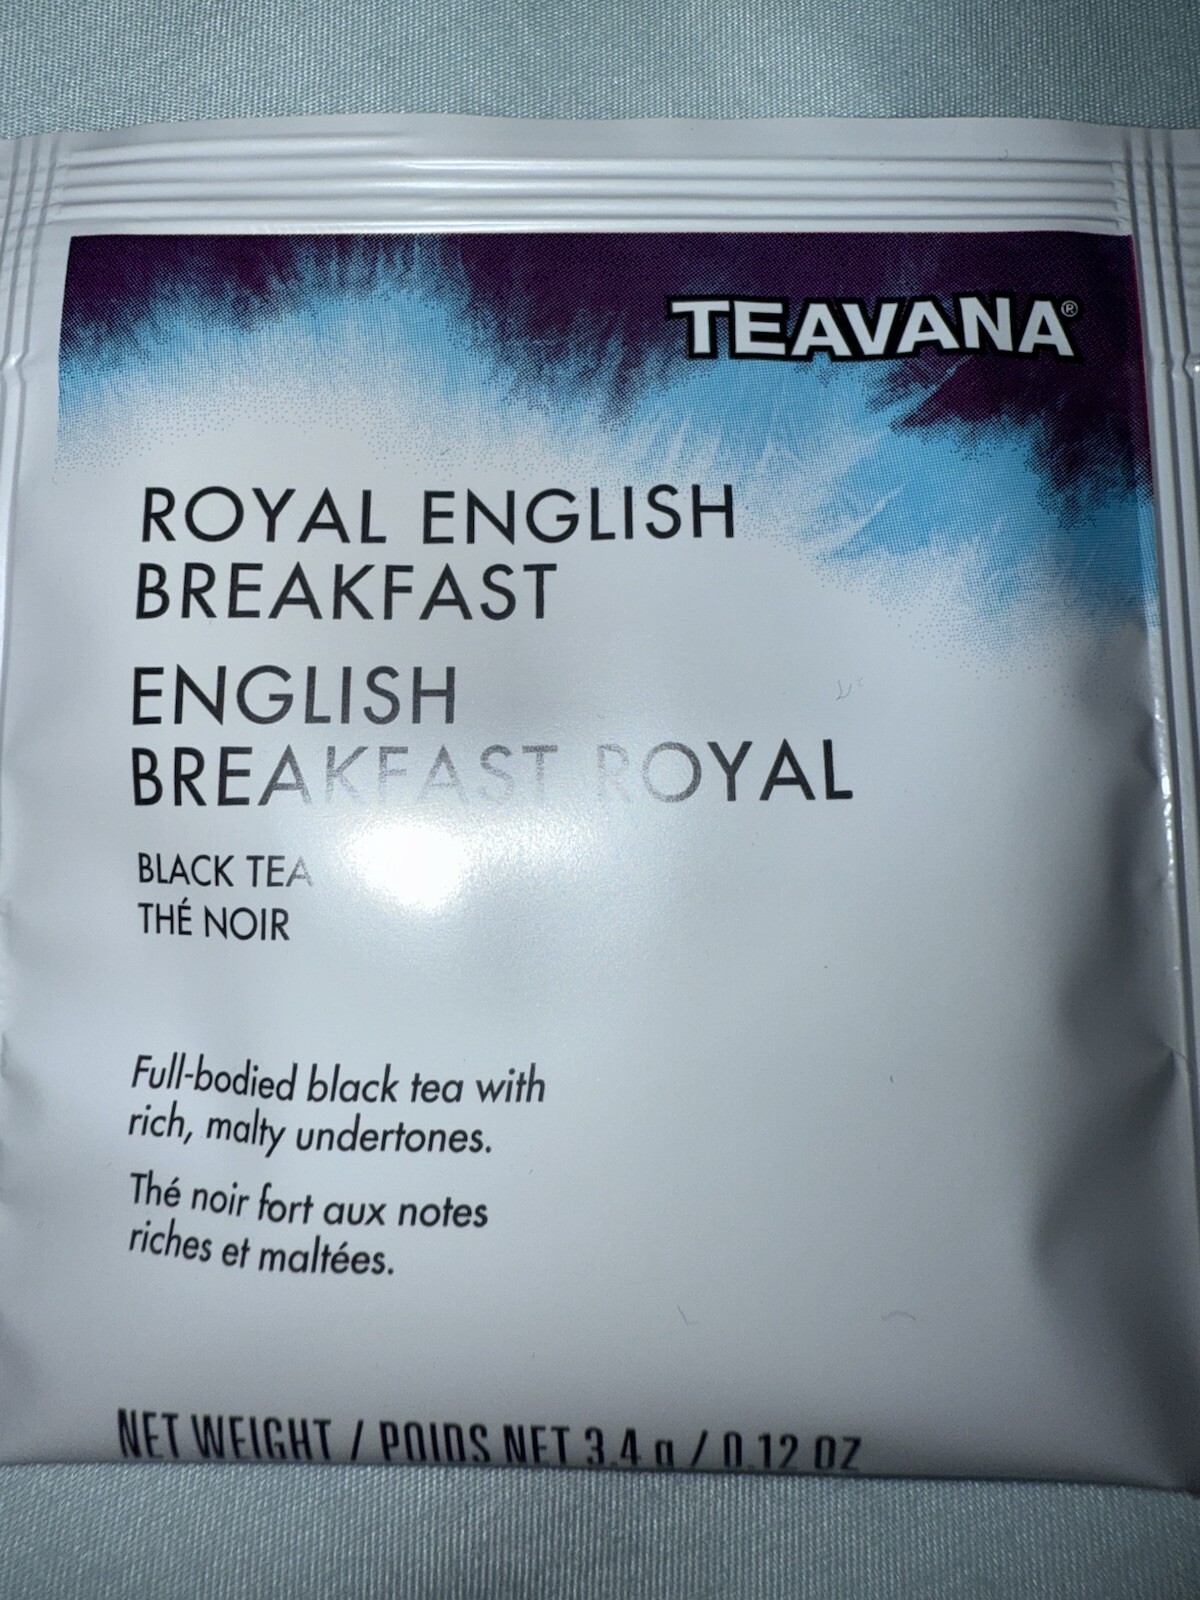 TEAVANA®
ROYAL ENGLISH
BREAKFAST
ENGLISH
BREAKFAST ROYAL
BLACK TEA
THÉ NOIR
Full-bodied black tea with
rich, malty undertones.
Thé noir fort aux notes
riches et maltées.
NET WEIGHT / POIDS NET 3.4 g / 0.12 OZ